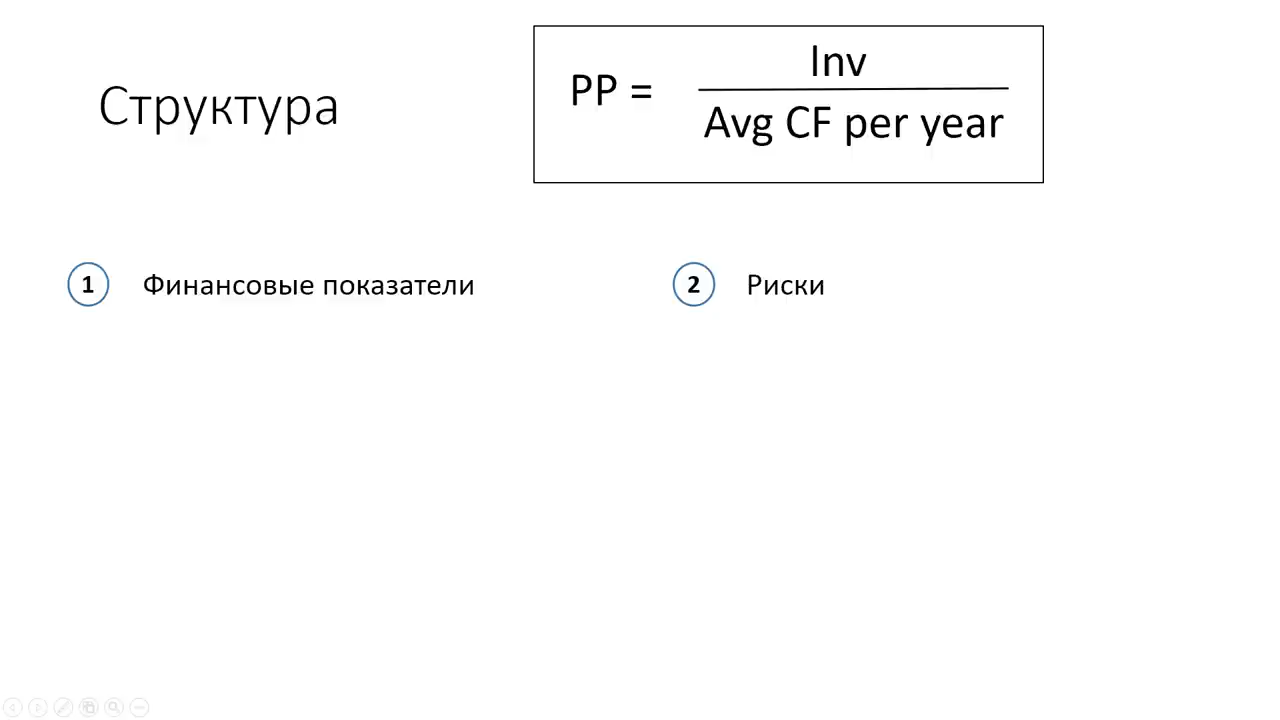 Структура
PP =
Inv
Avg CF per year
1 Финансовые показатели
2 Риски